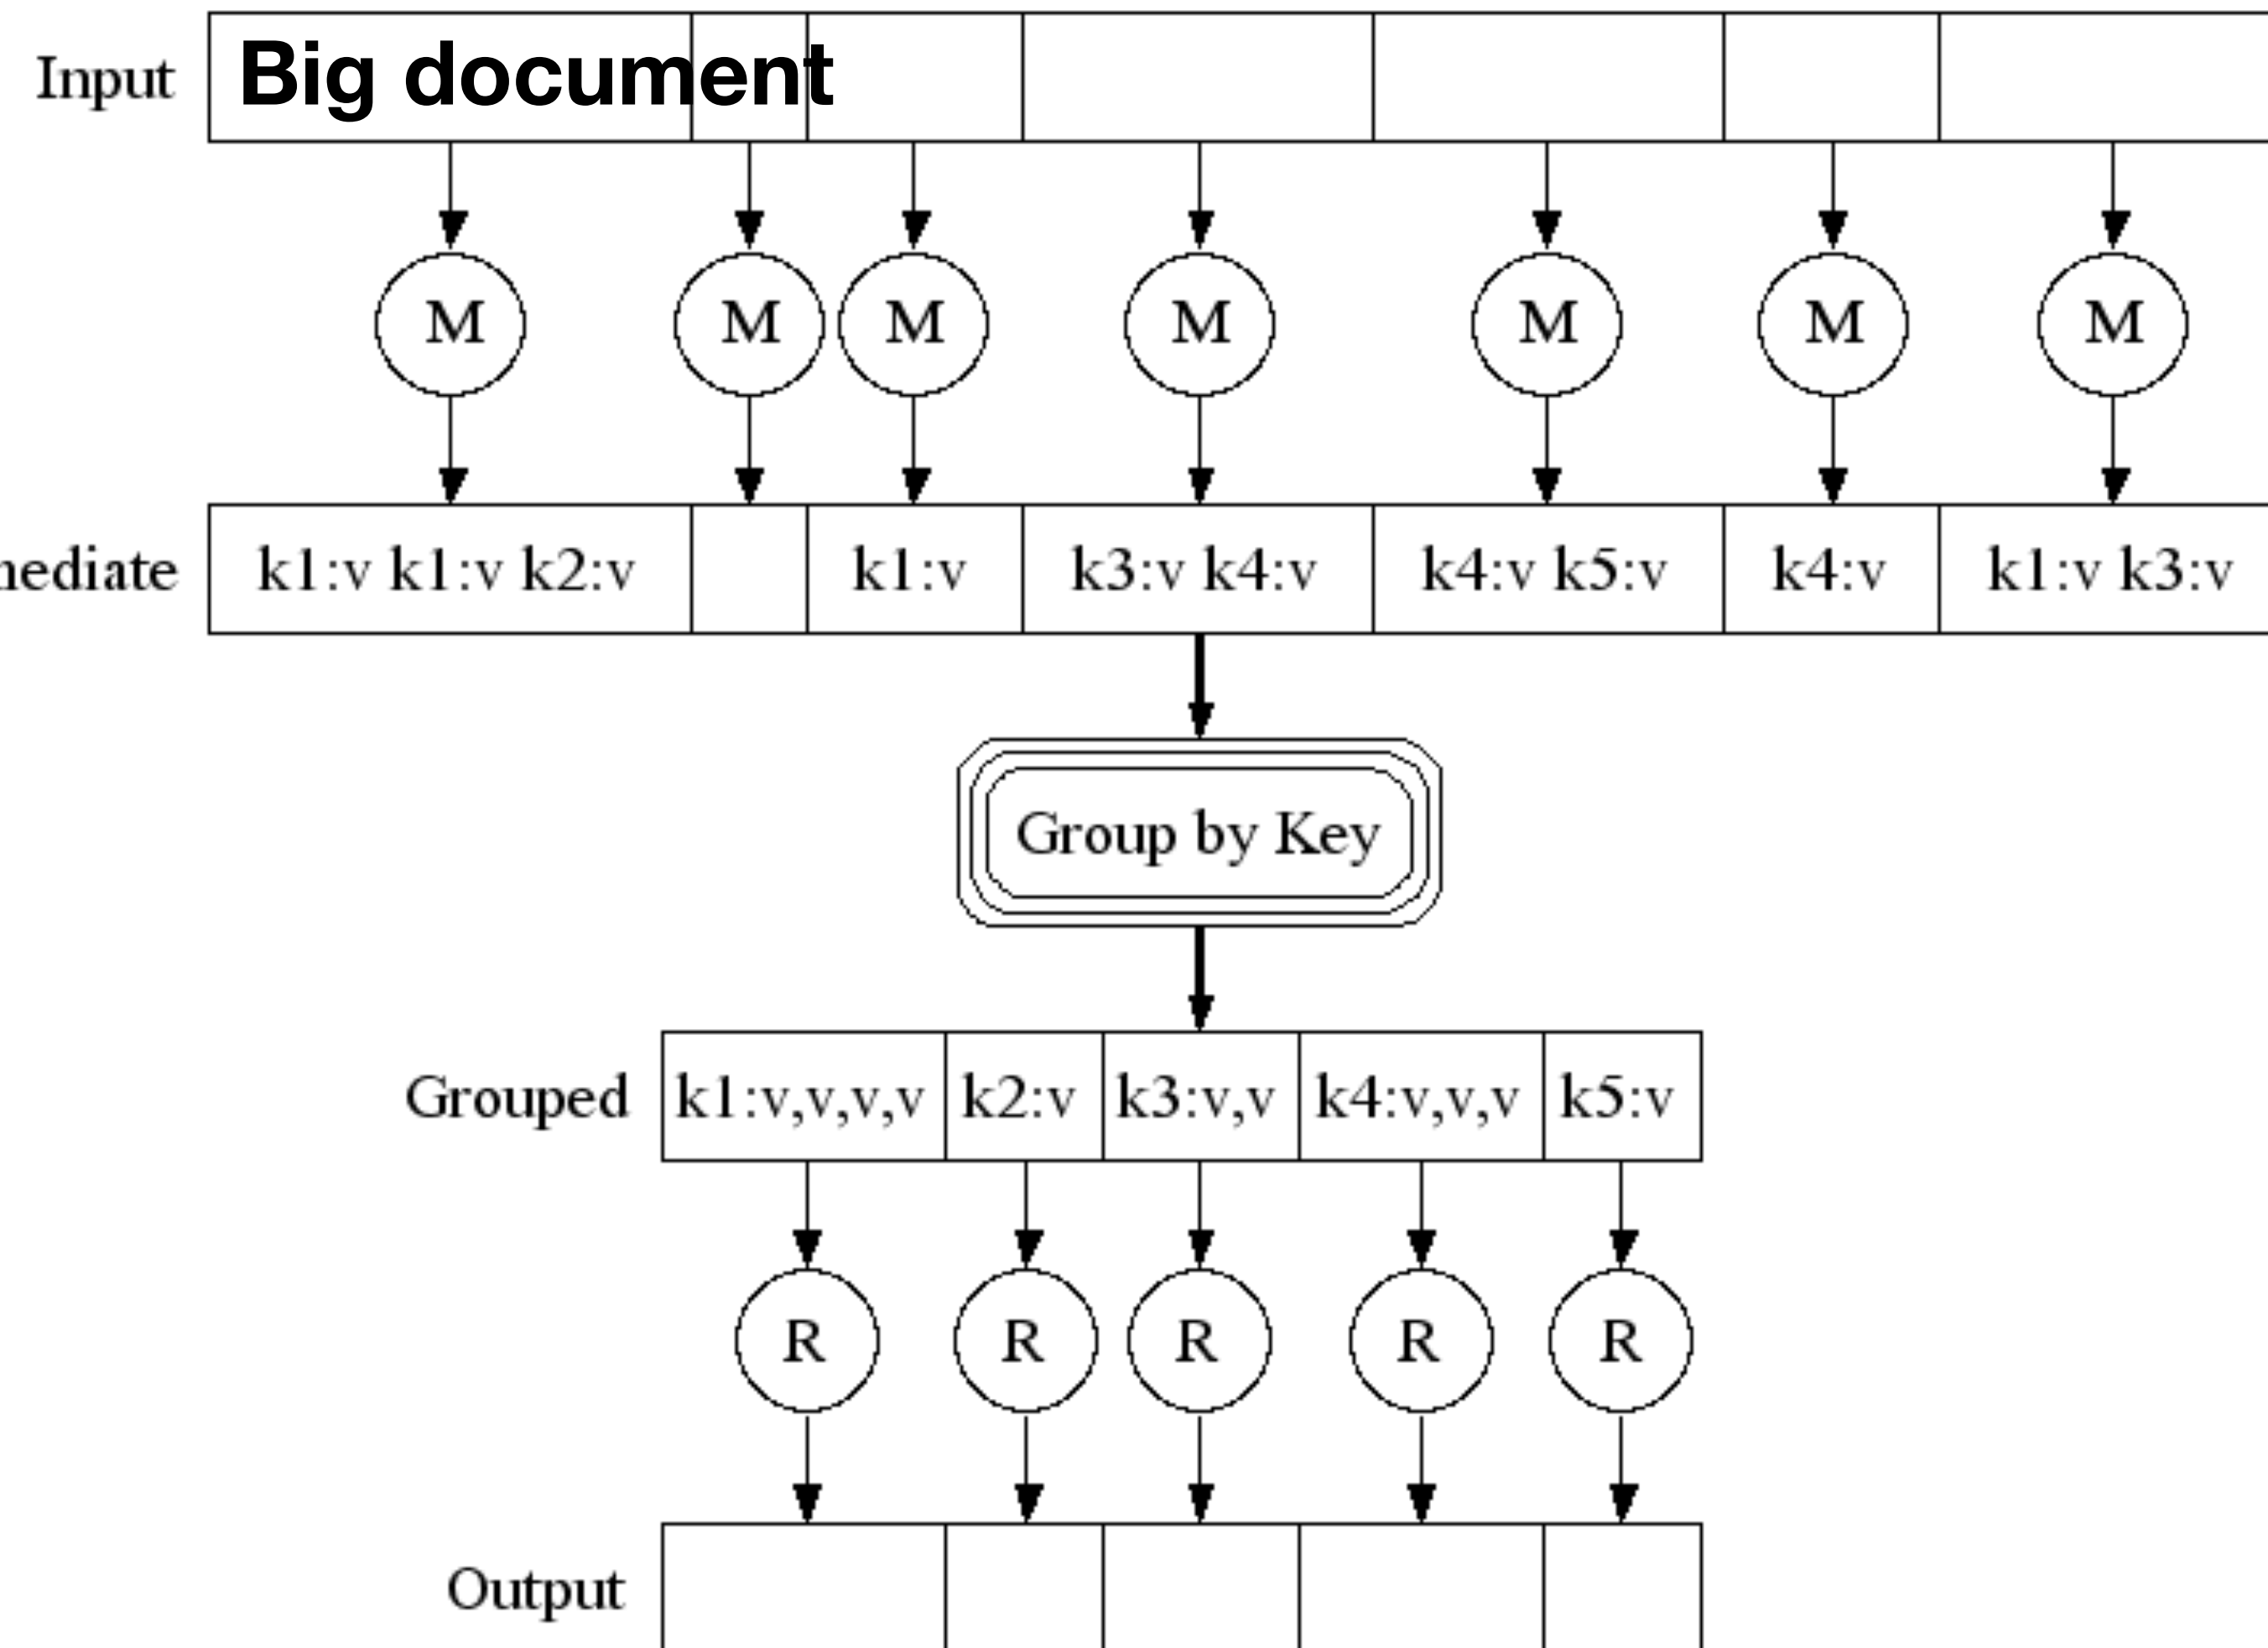 Input Big document
M M M M M M M
mediate k1:v k1:v k2:v k1:v k3:v k4:v k4:v k5:v k4:v k1:v k3:v
Group by Key
Grouped k1:v,v,v,v k2:v k3:v,v k4:v,v,v k5:v
R R R R R
Output